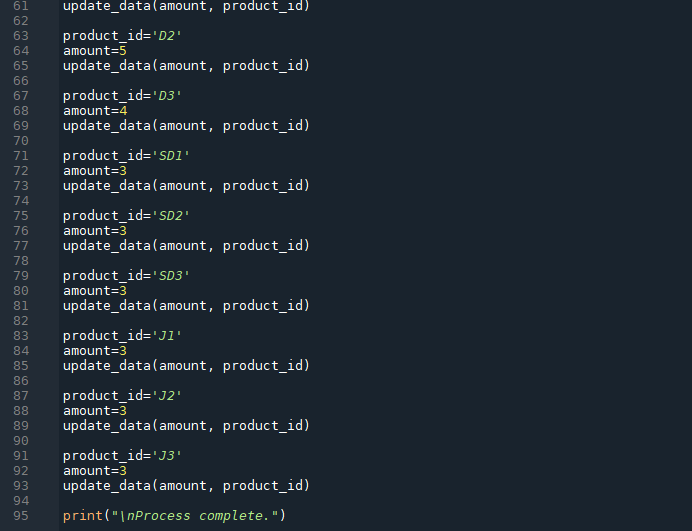 61 update_data(amount, product_id)
62
63 product_id='D2'
64 amount=5
65 update_data(amount, product_id)
66
67 product_id='D3'
68 amount=4
69 update_data(amount, product_id)
70
71 product_id='SD1'
72 amount=3
73 update_data(amount, product_id)
74
75 product_id='SD2'
76 amount=3
77 update_data(amount, product_id)
78
79 product_id='SD3'
80 amount=3
81 update_data(amount, product_id)
82
83 product_id='J1'
84 amount=3
85 update_data(amount, product_id)
86
87 product_id='J2'
88 amount=3
89 update_data(amount, product_id)
90
91 product_id='J3'
92 amount=3
93 update_data(amount, product_id)
94
95 print("\nProcess complete.")